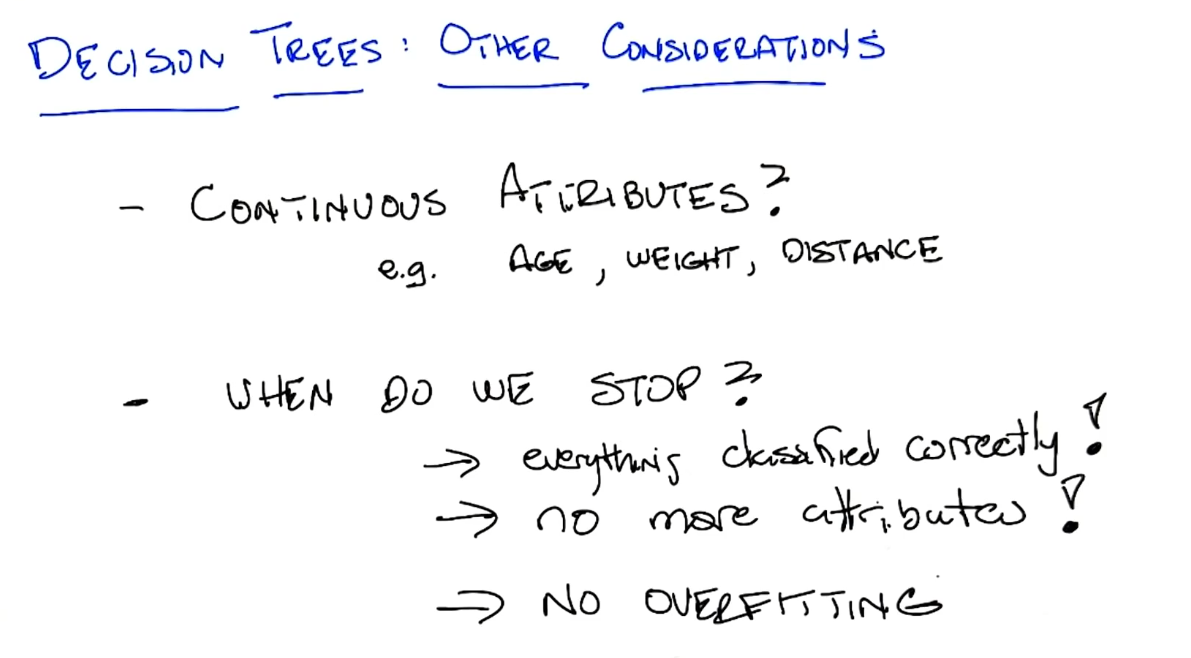 DECISION TREES: OTHER CONSIDERATIONS
- CONTINUOUS ATTRIBUTES?
e.g. AGE, WEIGHT, DISTANCE
- WHEN DO WE STOP?
→ everything classified correctly!
→ no more attributes!
→ NO OVERFITTING